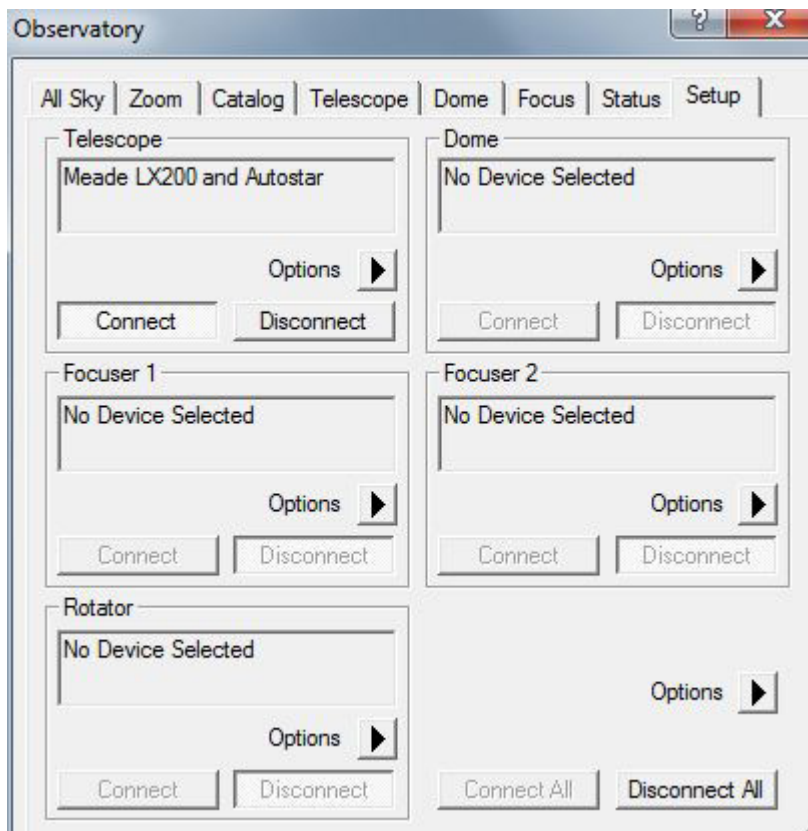 Observatory
?
X
All Sky Zoom Catalog Telescope Dome Focus Status Setup
Telescope
Meade LX200 and Autostar
Options
Connect Disconnect
Dome
No Device Selected
Options
Connect Disconnect
Focuser 1
No Device Selected
Options
Connect Disconnect
Focuser 2
No Device Selected
Options
Connect Disconnect
Rotator
No Device Selected
Options
Connect Disconnect
Options
Connect All Disconnect All